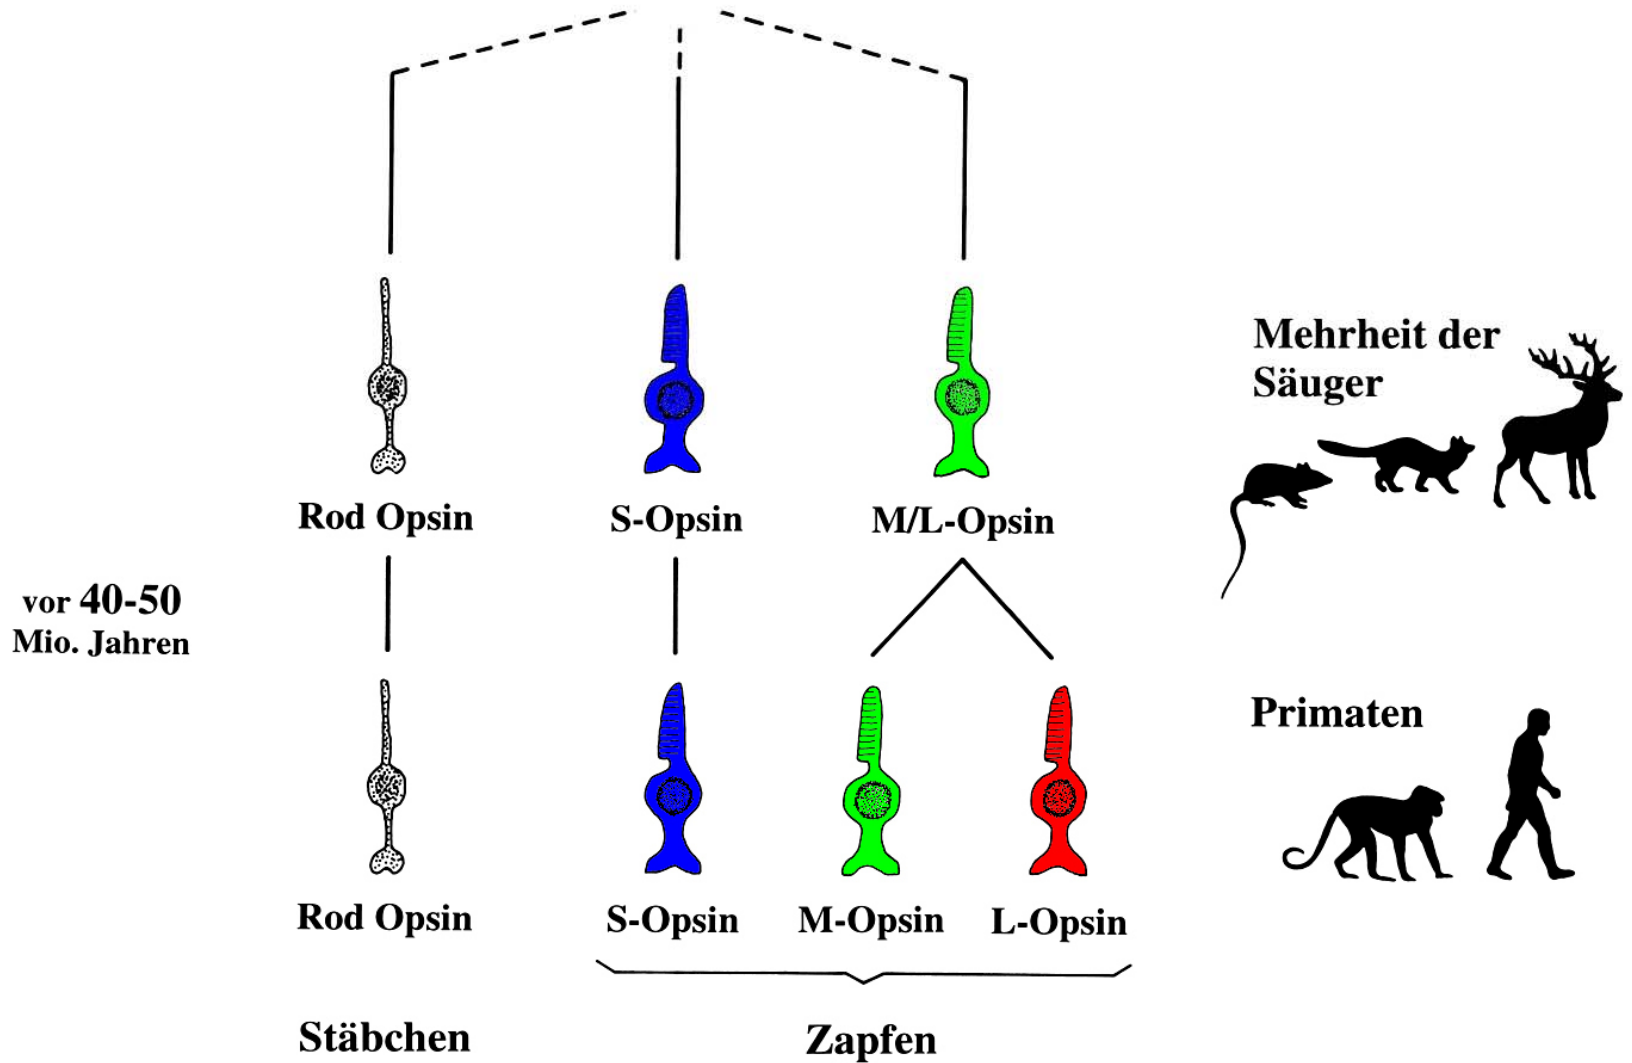 Mehrheit der
Säuger
Rod Opsin
S-Opsin
M/L-Opsin
vor 40-50
Mio. Jahren
Primaten
Rod Opsin
S-Opsin
M-Opsin
L-Opsin
Stäbchen
Zapfen